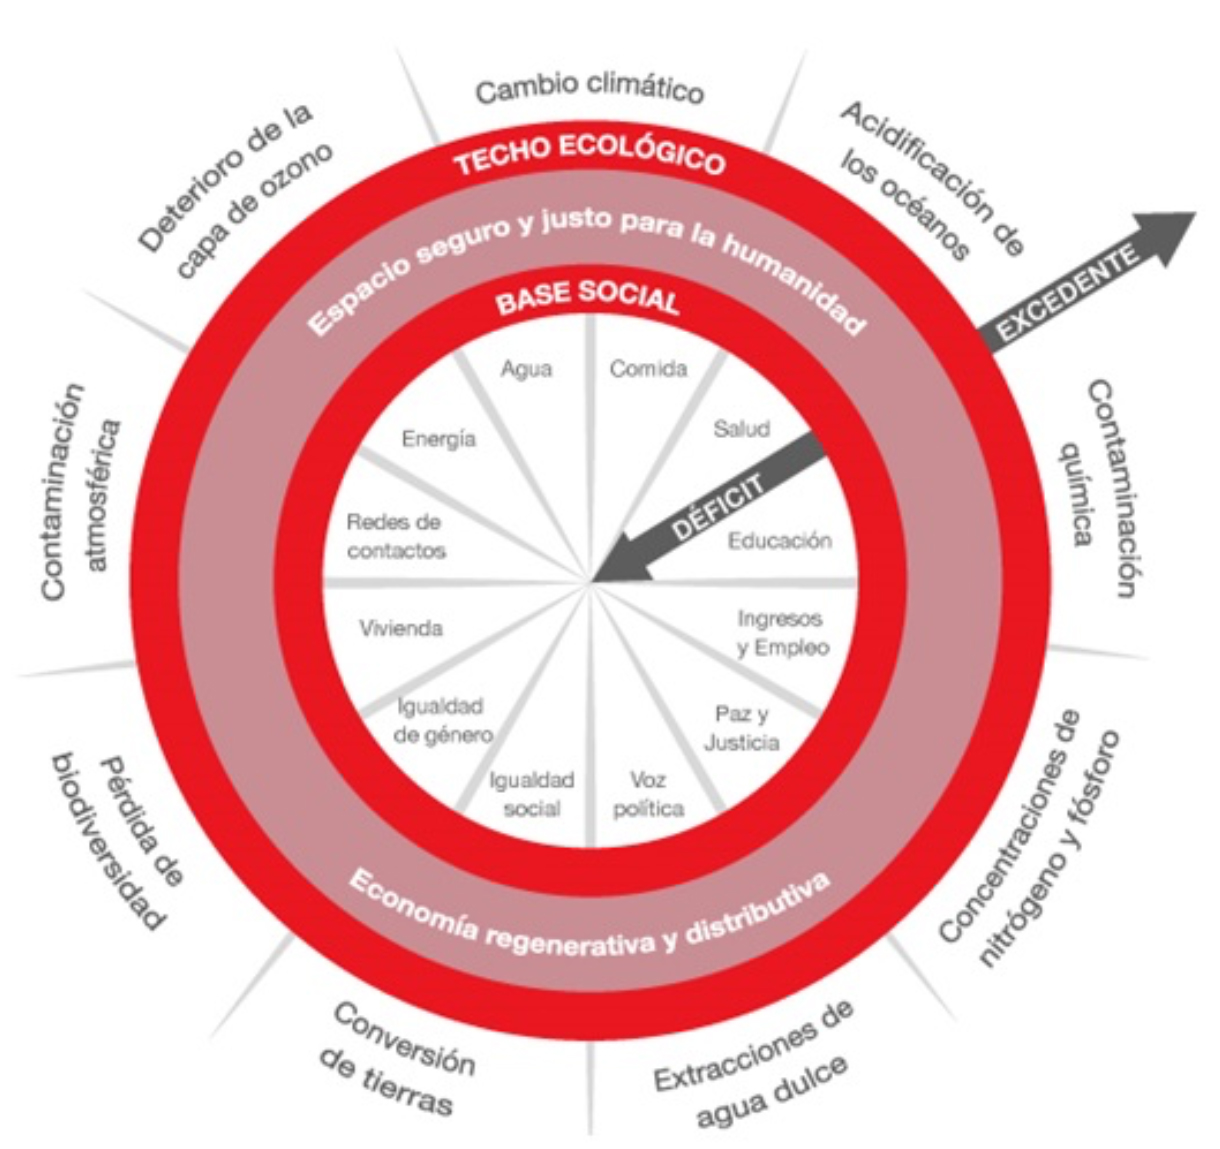 Cambio climático
Acidificación de
los océanos
EXCEDENTE
Contaminación
química
Concentraciones de
nitrógeno y fósforo
Extracciones de
agua dulce
Conversión
de tierras
Pérdida de
biodiversidad
Contaminación
atmosférica
Deterioro de la
capa de ozono
TECHO ECOLÓGICO
Espacio seguro y justo para la humanidad
BASE SOCIAL
Agua
Comida
Salud
DÉFICIT
Educación
Ingresos
y Empleo
Paz y
Justicia
Voz
política
Igualdad
social
Igualdad
de género
Vivienda
Redes de
contactos
Energía
Economía regenerativa y distributiva